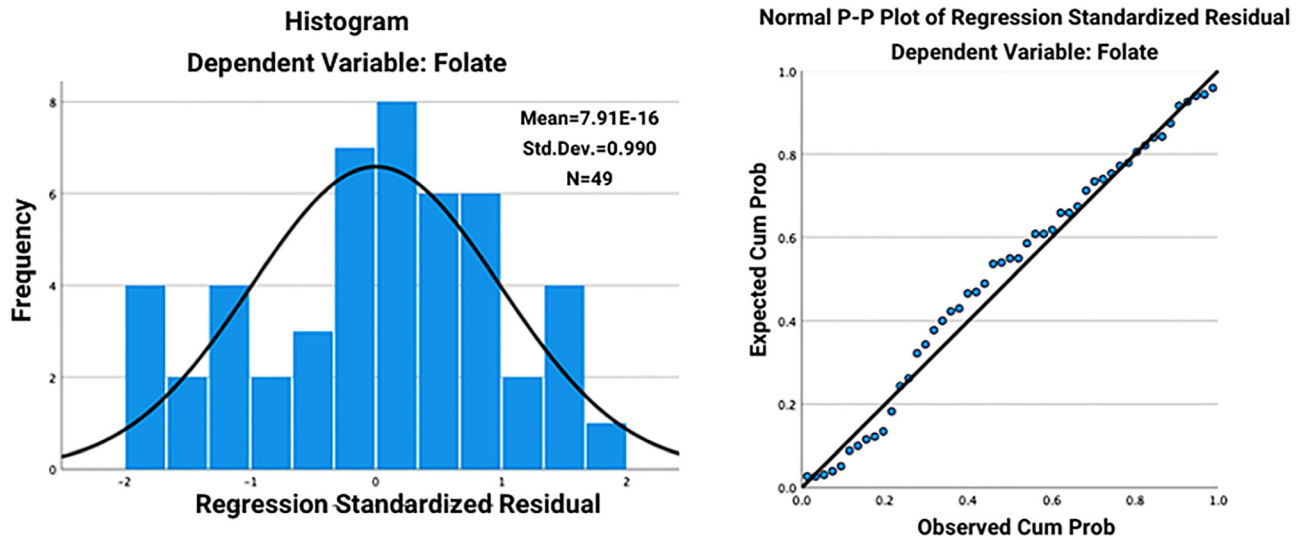 Histogram
Dependent Variable: Folate
Mean=7.91E-16
Std.Dev.=0.990
N=49
Frequency
8
6
4
2
0
-2
-1
0
1
2
Regression Standardized Residual
Normal P-P Plot of Regression Standardized Residual
Dependent Variable: Folate
Expected Cum Prob
1.0
0.8
0.6
0.4
0.2
0.0
0.0
0.2
0.4
0.6
0.8
1.0
Observed Cum Prob